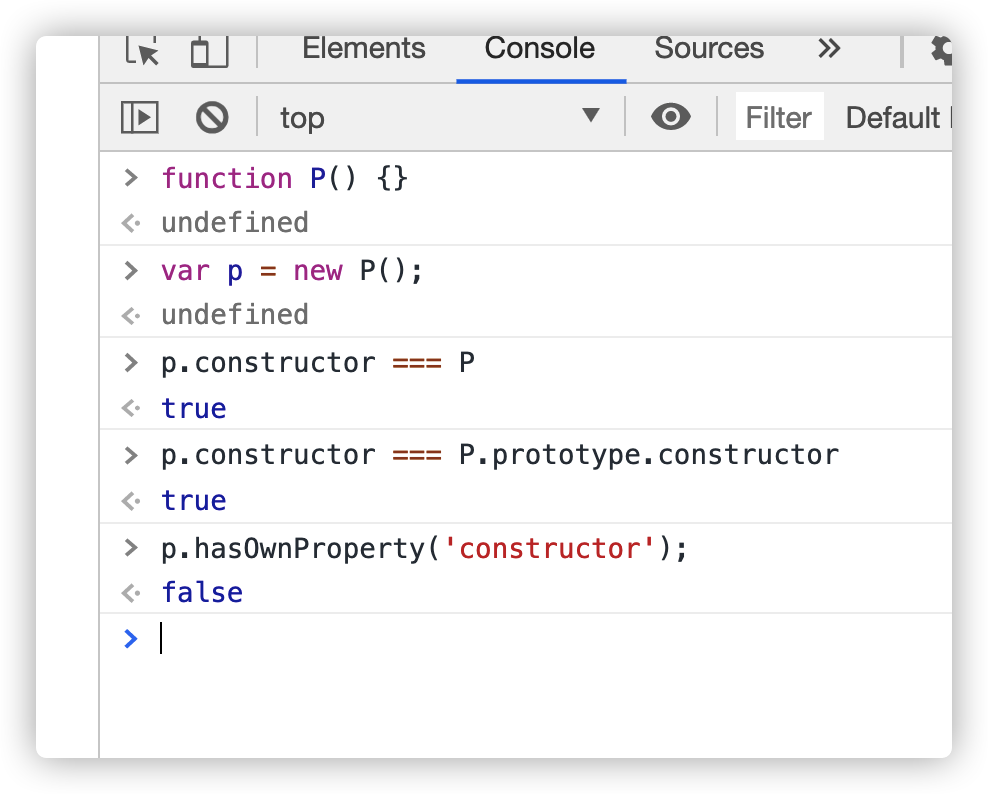 Elements Console Sources
top Filter Default
> function P() {}
undefined
> var p = new P();
undefined
> p.constructor === P
true
> p.constructor === P.prototype.constructor
true
> p.hasOwnProperty('constructor');
false
>